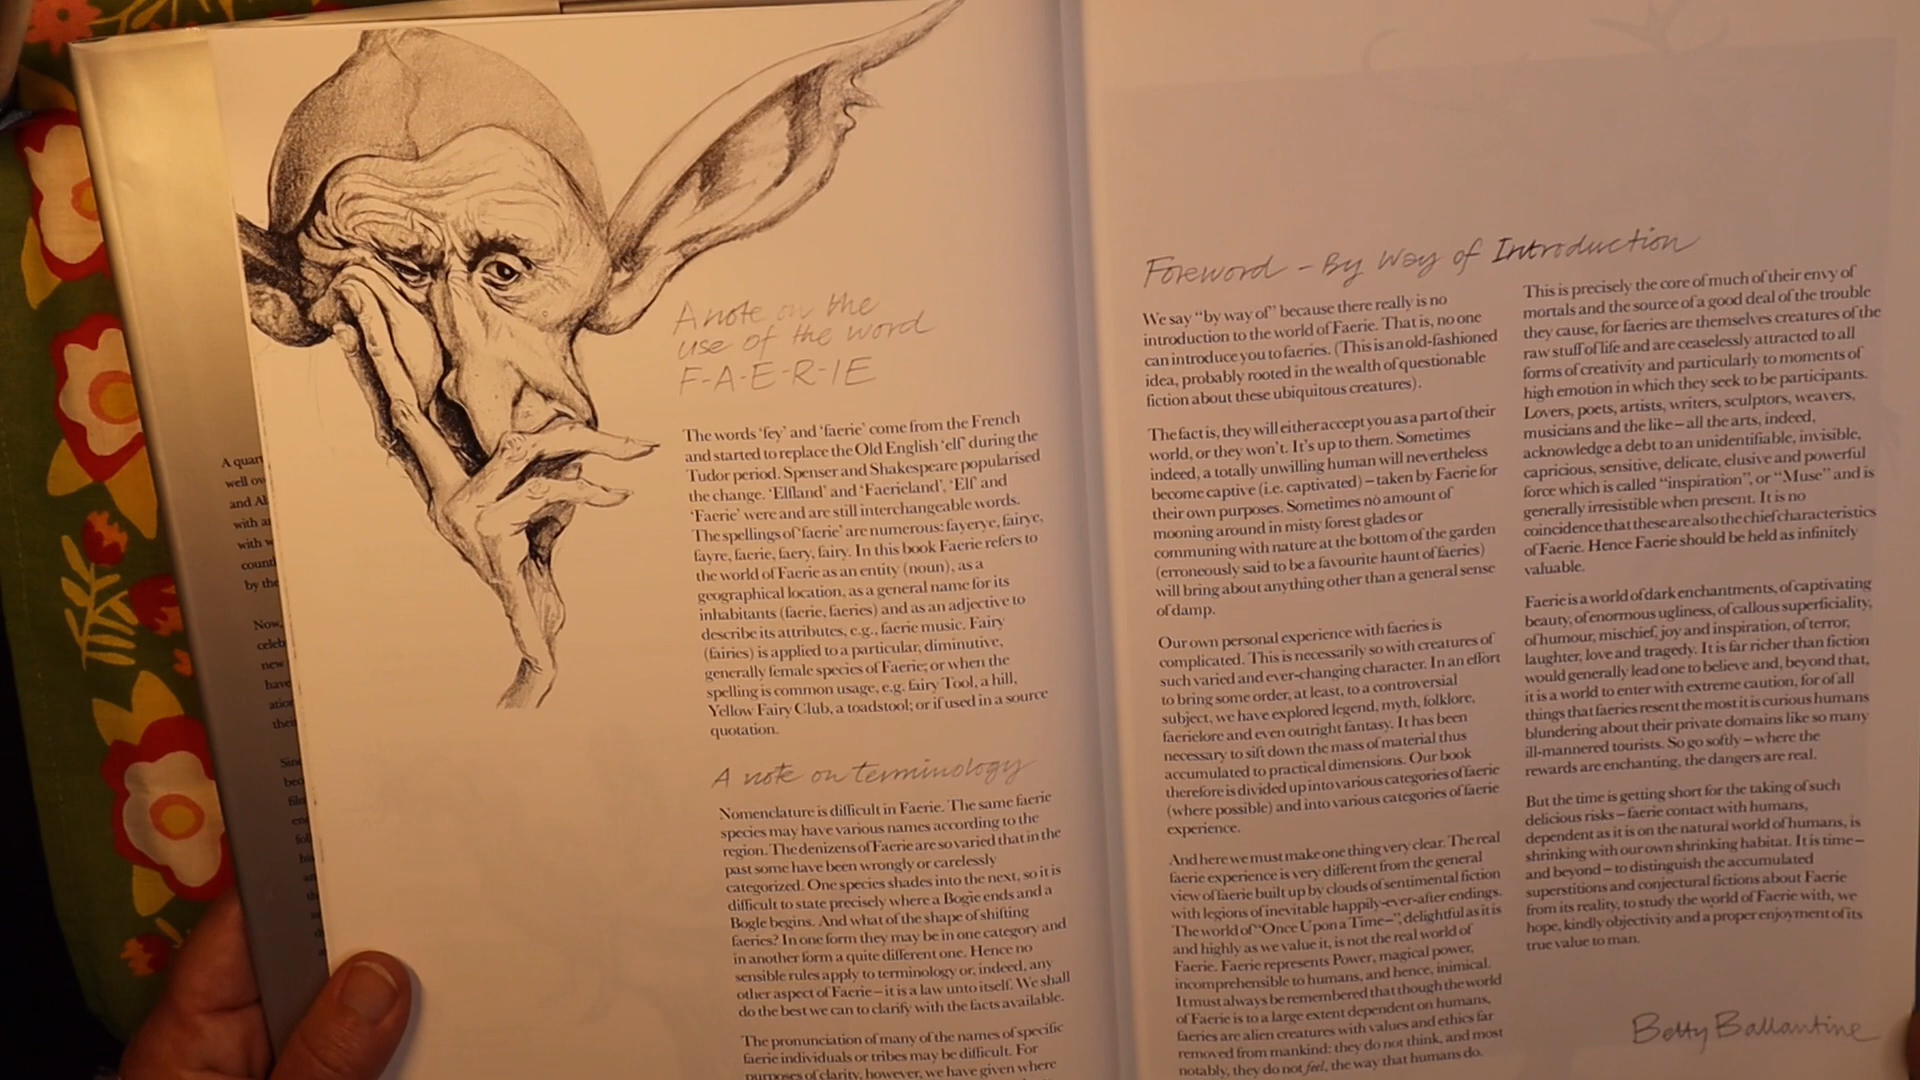 A quar
well ov
and Al
with a
with w
count
by the
Now,
celeb
new
have
atio
thei
Sinc
bec
film
en
fol
his
an
A note on the
use of the word
F-A-E-R-I-E
The words 'fey' and 'faerie' come from the French
and started to replace the Old English 'elf' during the
Tudor period. Spenser and Shakespeare popularised
the change. 'Elfland' and 'Faerieland', 'Elf' and
'Faerie' were and are still interchangeable words.
The spellings of 'faerie' are numerous: fayerye, fairye,
fayre, faerie, faery, fairy. In this book Faerie refers to
the world of Faerie as an entity (noun), as a
geographical location, as a general name for its
inhabitants (faerie, faeries) and as an adjective to
describe its attributes, e.g., faerie music. Fairy
(fairies) is applied to a particular, diminutive,
generally female species of Faerie; or when the
spelling is common usage, e.g. fairy Tool, a hill,
Yellow Fairy Club, a toadstool; or if used in a source
quotation.
A note on terminology
Nomenclature is difficult in Faerie. The same faerie
species may have various names according to the
region. The denizens of Faerie are so varied that in the
past some have been wrongly or carelessly
categorized. One species shades into the next, so it is
difficult to state precisely where a Bogie ends and a
Bogle begins. And what of the shape of shifting
faeries? In one form they may be in one category and
in another form a quite different one. Hence no
sensible rules apply to terminology or, indeed, any
other aspect of Faerie – it is a law unto itself. We shall
do the best we can to clarify with the facts available.
The pronunciation of many of the names of specific
faerie individuals or tribes may be difficult. For
purposes of clarity, however, we have given where
Foreword – By Way of Introduction
We say "by way of" because there really is no
introduction to the world of Faerie. That is, no one
can introduce you to faeries. (This is an old-fashioned
idea, probably rooted in the wealth of questionable
fiction about these ubiquitous creatures).
The fact is, they will either accept you as a part of their
world, or they won't. It's up to them. Sometimes
indeed, a totally unwilling human will nevertheless
become captive (i.e. captivated) – taken by Faerie for
their own purposes. Sometimes no amount of
mooning around in misty forest glades or
communing with nature at the bottom of the garden
(erroneously said to be a favourite haunt of faeries)
will bring about anything other than a general sense
of damp.
Our own personal experience with faeries is
complicated. This is necessarily so with creatures of
such varied and ever-changing character. In an effort
to bring some order, at least, to a controversial
subject, we have explored legend, myth, folklore,
faerielore and even outright fantasy. It has been
necessary to sift down the mass of material thus
accumulated to practical dimensions. Our book
therefore is divided up into various categories of faerie
(where possible) and into various categories of faerie
experience.
And here we must make one thing very clear. The real
faerie experience is very different from the general
view of faerie built up by clouds of sentimental fiction
with legions of inevitable happily-ever-after endings.
The world of "Once Upon a Time–", delightful as it is
and highly as we value it, is not the real world of
Faerie. Faerie represents Power, magical power,
incomprehensible to humans, and hence, inimical.
It must always be remembered that though the world
of Faerie is to a large extent dependent on humans,
faeries are alien creatures with values and ethics far
removed from mankind: they do not think, and most
notably, they do not feel, the way that humans do.
This is precisely the core of much of their envy of
mortals and the source of a good deal of the trouble
they cause, for faeries are themselves creatures of the
raw stuff of life and are ceaselessly attracted to all
forms of creativity and particularly to moments of
high emotion in which they seek to be participants.
Lovers, poets, artists, writers, sculptors, weavers,
musicians and the like – all the arts, indeed,
acknowledge a debt to an unidentifiable, invisible,
capricious, sensitive, delicate, elusive and powerful
force which is called "inspiration", or "Muse" and is
generally irresistible when present. It is no
coincidence that these are also the chief characteristics
of Faerie. Hence Faerie should be held as infinitely
valuable.
Faerie is a world of dark enchantments, of captivating
beauty, of enormous ugliness, of callous superficiality,
of humour, mischief, joy and inspiration, of terror,
laughter, love and tragedy. It is far richer than fiction
would generally lead one to believe and, beyond that,
it is a world to enter with extreme caution, for of all
things that faeries resent the most it is curious humans
blundering about their private domains like so many
ill-mannered tourists. So go softly – where the
rewards are enchanting, the dangers are real.
But the time is getting short for the taking of such
delicious risks – faerie contact with humans,
dependent as it is on the natural world of humans, is
shrinking with our own shrinking habitat. It is time –
and beyond – to distinguish the accumulated
superstitions and conjectural fictions about Faerie
from its reality, to study the world of Faerie with, we
hope, kindly objectivity and a proper enjoyment of its
true value to man.
Betty Ballantine